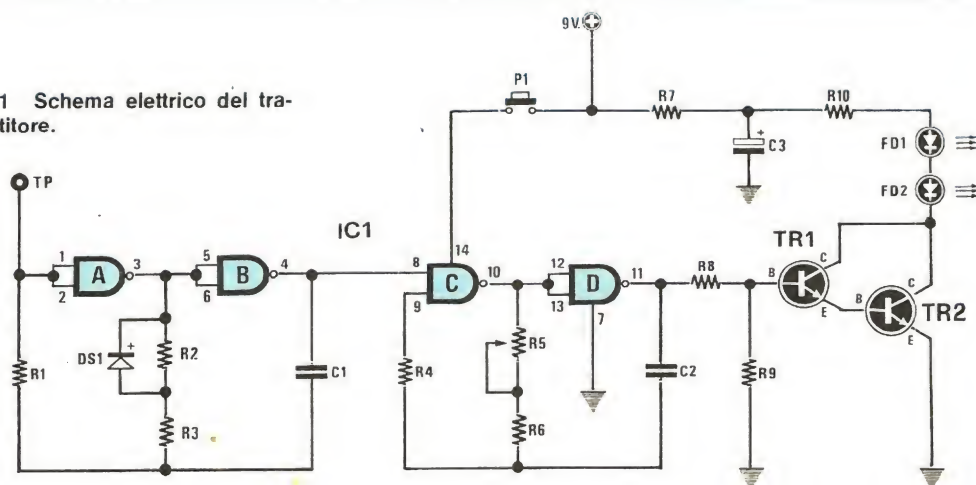 1 Schema elettrico del tra-
titore.
9V.
P1
R7
R10
C3
FD1
FD2
TP
IC1
TR1
TR2
14
1
2
A
3
5
6
B
4
8
9
C
10
12
13
D
11
7
R8
B
C
E
B
C
E
DS1
+
R2
R1
R3
C1
R4
R5
R6
C2
R9
+